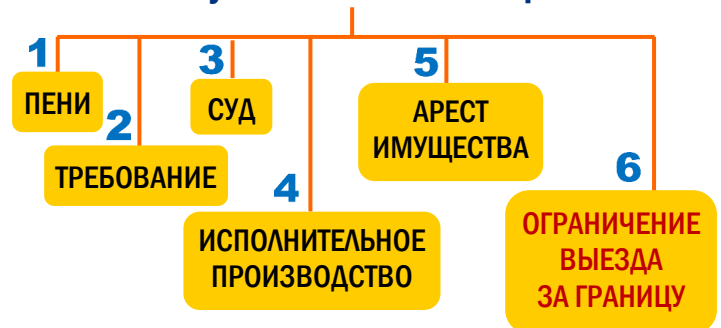 1
ПЕНИ
2
ТРЕБОВАНИЕ
3
СУД
4
ИСПОЛНИТЕЛЬНОЕ
ПРОИЗВОДСТВО
5
АРЕСТ
ИМУЩЕСТВА
6
ОГРАНИЧЕНИЕ
ВЫЕЗДА
ЗА ГРАНИЦУ